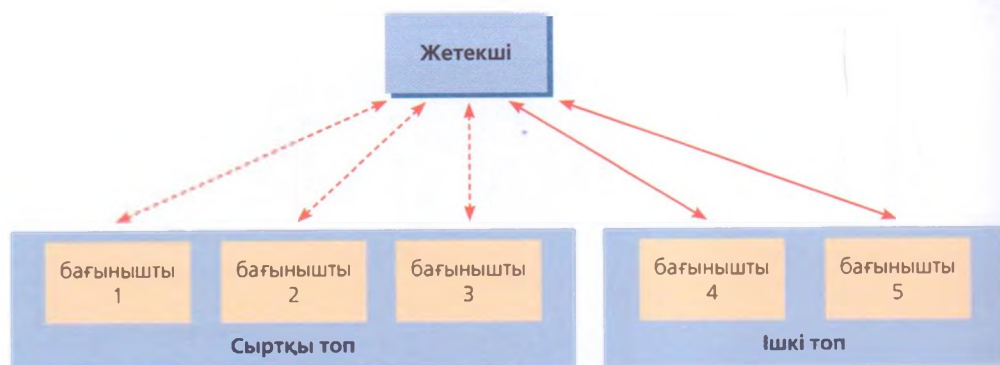 Жетекші
бағынышты
1
бағынышты
2
бағынышты
3
бағынышты
4
бағынышты
5
Сыртқы топ
Ішкі топ